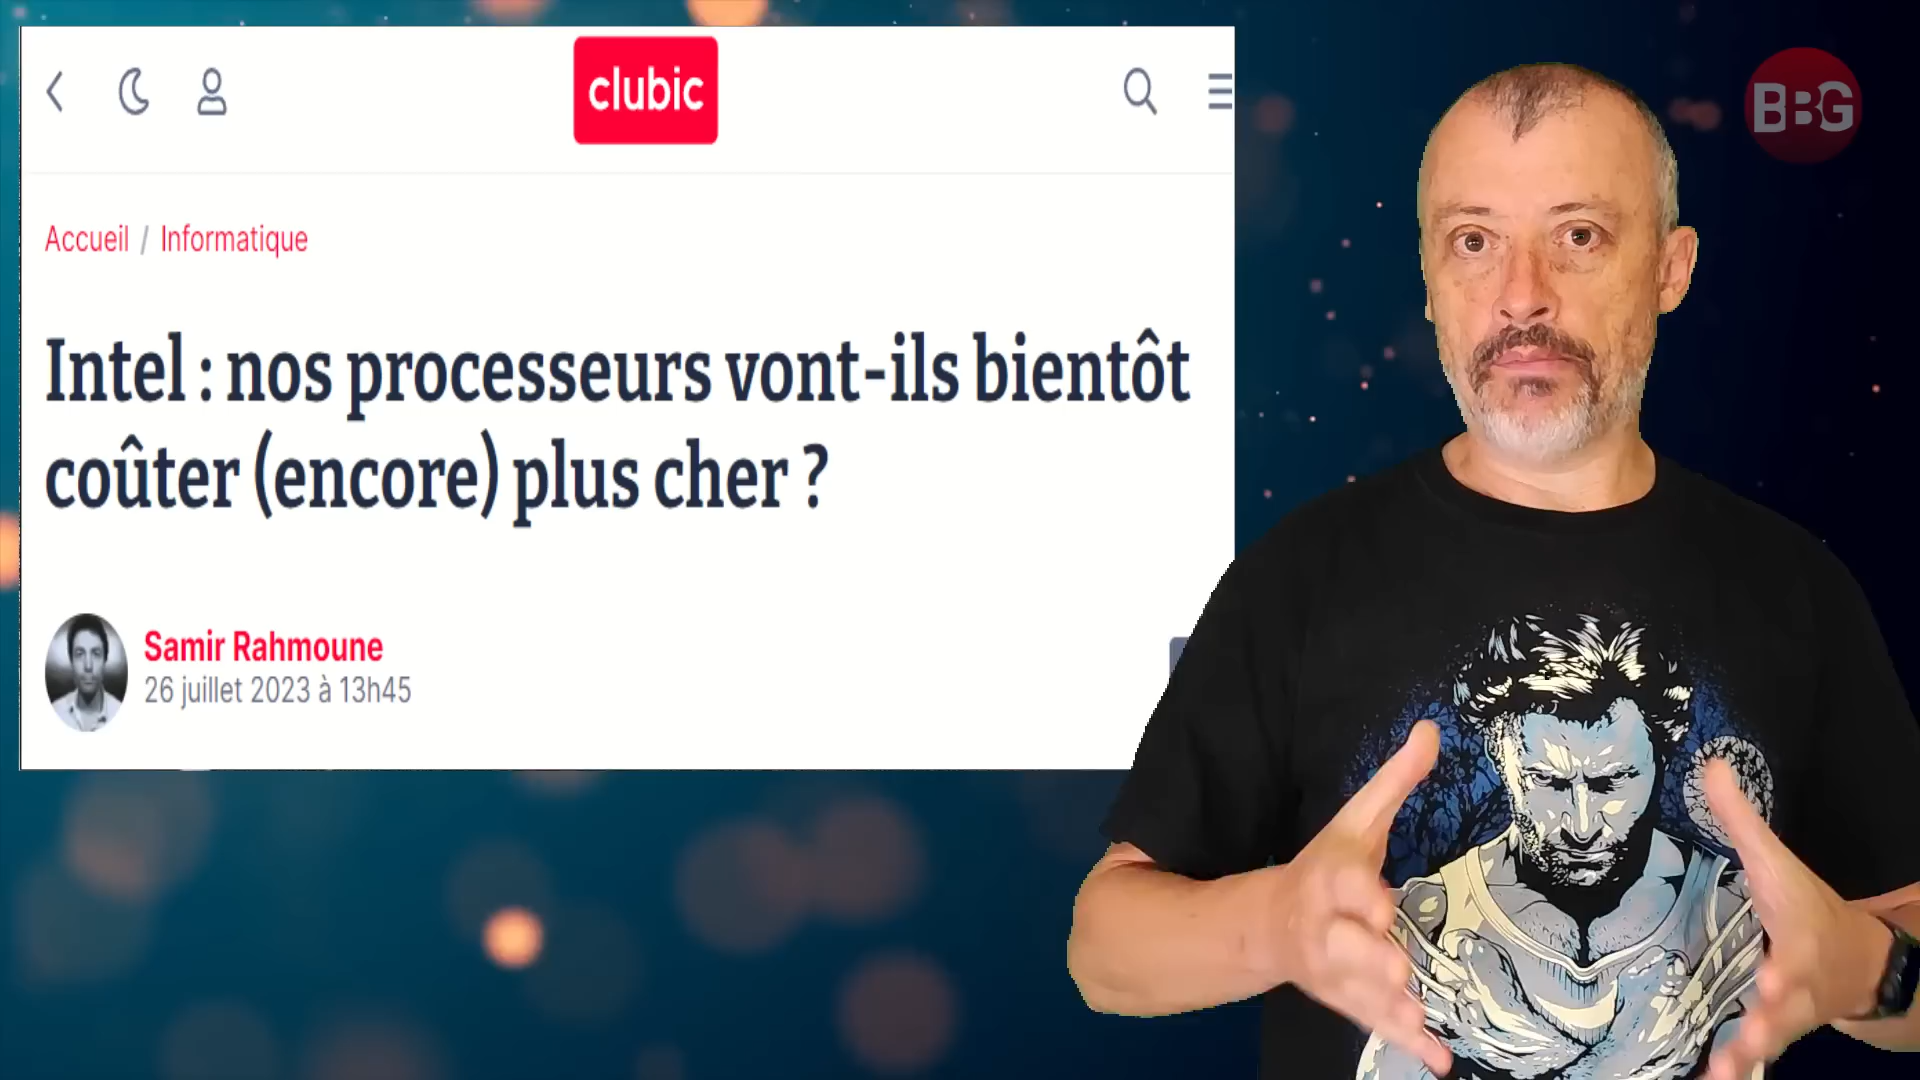 clubic
BBG
Accueil / Informatique
Intel : nos processeurs vont-ils bientôt
coûter (encore) plus cher ?
Samir Rahmoune
26 juillet 2023 à 13h45